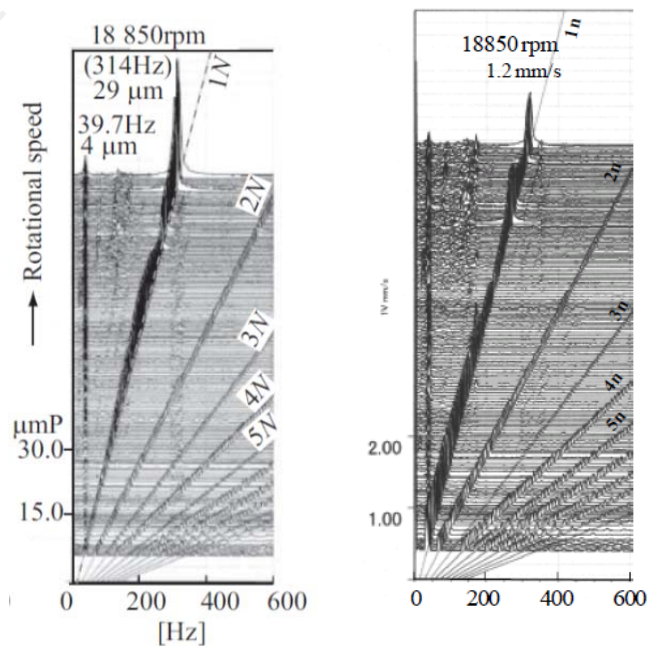 18 850rpm
(314Hz)
29 μm
1N
39.7Hz
4 μm
2N
3N
4N
5N
Rotational speed
μmP
30.0
15.0
0 200 400 600
[Hz]
1n
18850 rpm
1.2 mm/s
2n
3n
4n
5n
2.00
1.00
0 200 400 600